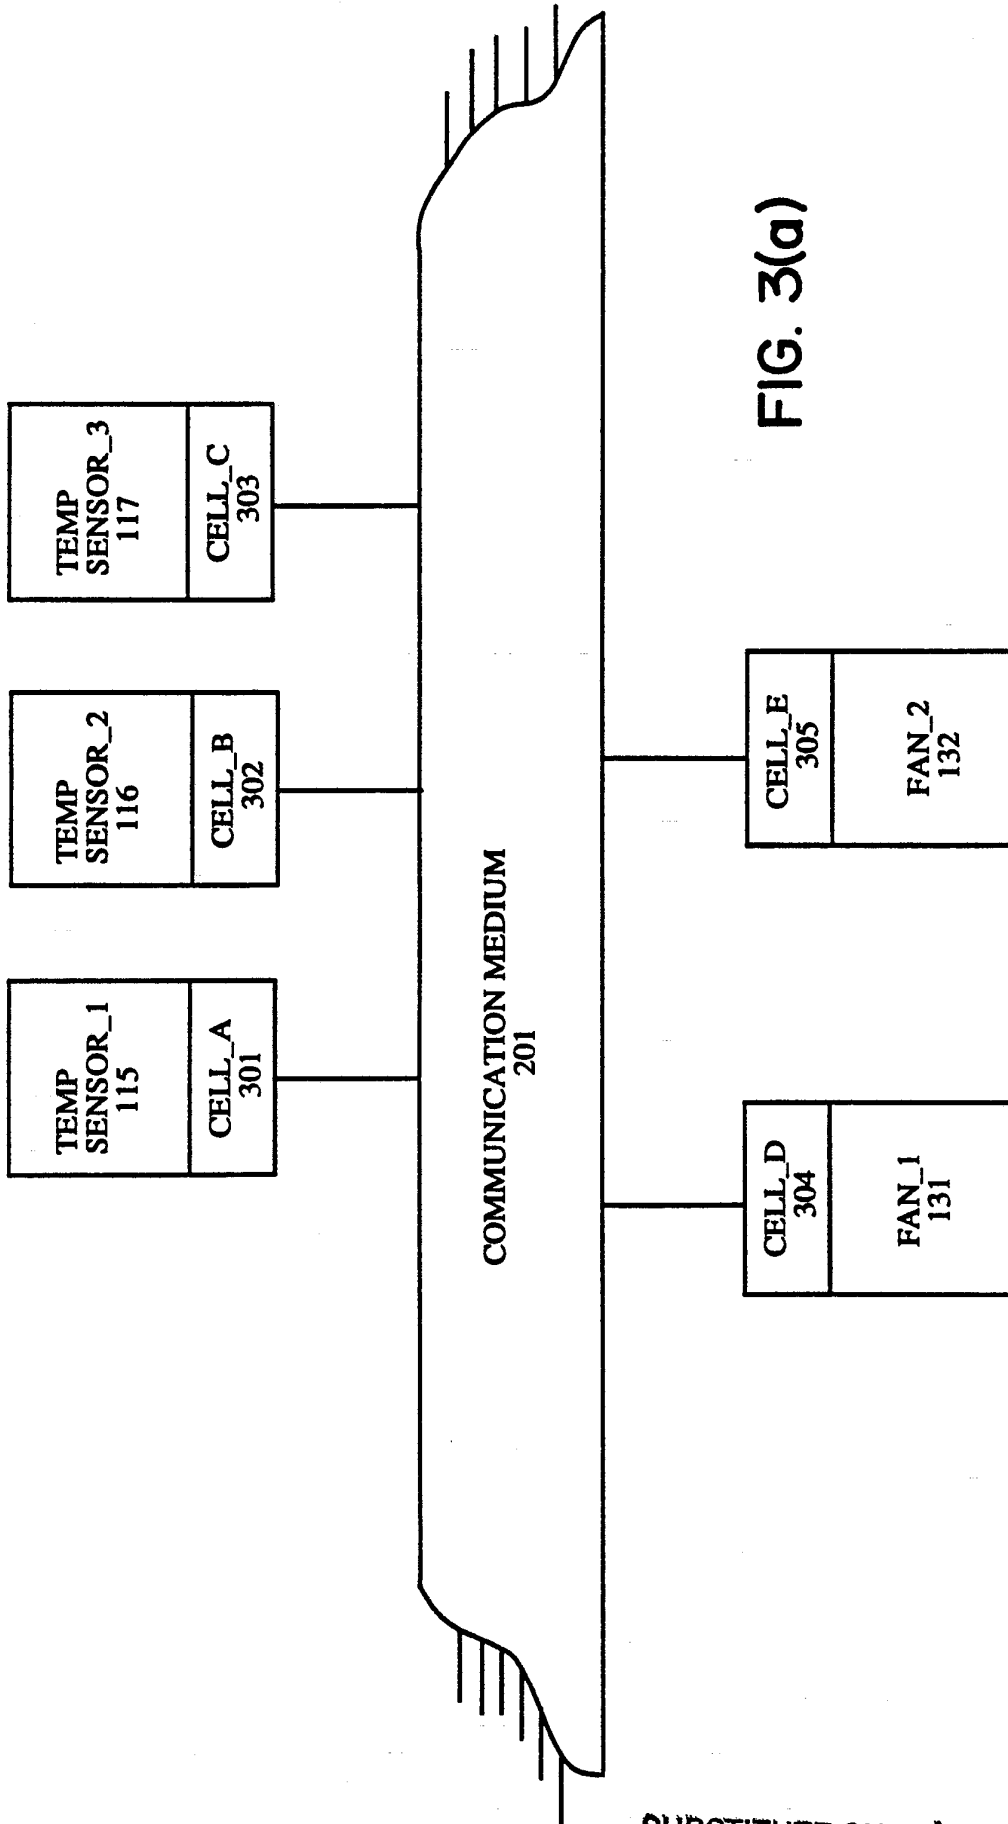 TEMP
SENSOR_1
115
CELL_A
301
TEMP
SENSOR_2
116
CELL_B
302
TEMP
SENSOR_3
117
CELL_C
303
COMMUNICATION MEDIUM
201
CELL_D
304
FAN_1
131
CELL_E
305
FAN_2
132
FIG. 3(a)